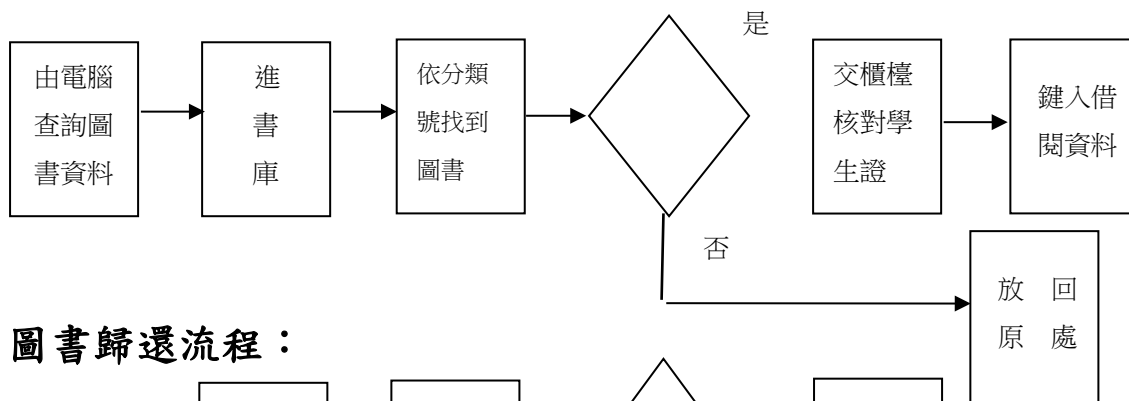 由電腦
查詢圖
書資料
進
書
庫
依分類
號找到
圖書
是
交櫃檯
核對學
生證
鍵入借
閱資料
否
放 回
原 處
圖書歸還流程：